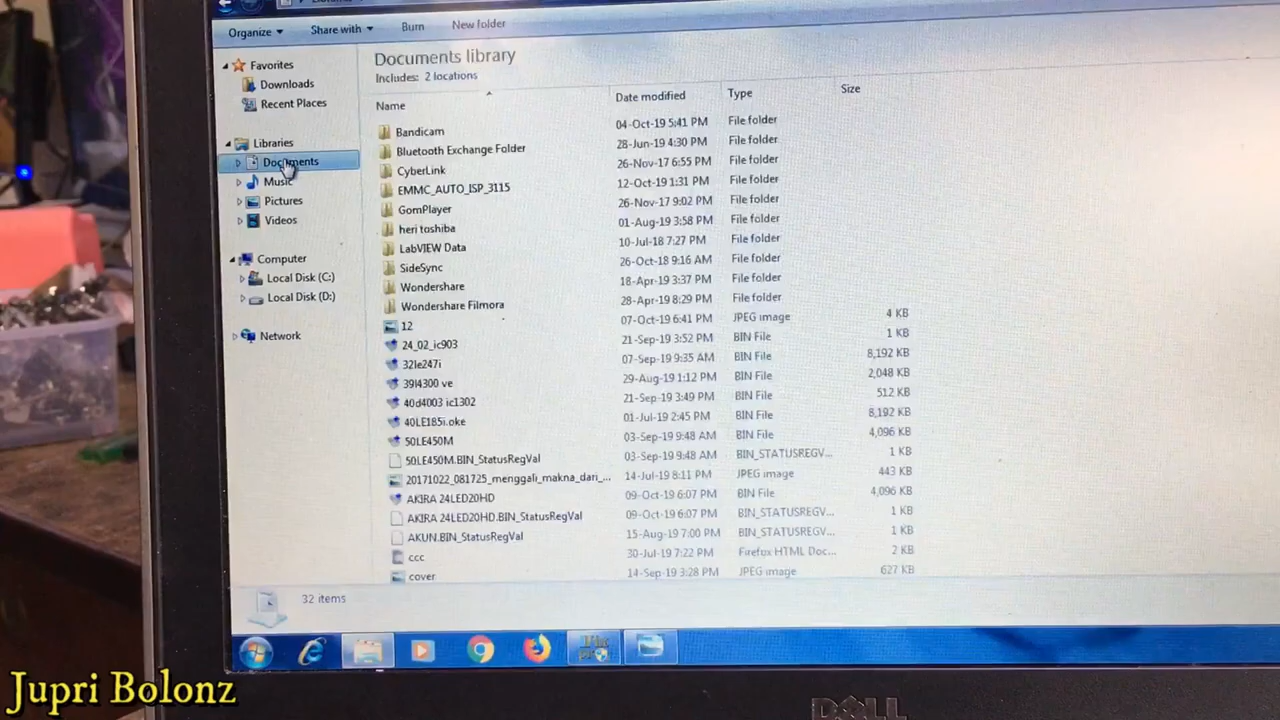 Organize Share with Burn New folder
Favorites
Downloads
Recent Places
Libraries
Documents
Music
Pictures
Videos
Computer
Local Disk (C:)
Local Disk (D:)
Network
Documents library
Includes: 2 locations
Name Date modified Type Size
Bandicam 04-Oct-19 5:41 PM File folder
Bluetooth Exchange Folder 28-Jun-19 4:30 PM File folder
CyberLink 26-Nov-17 6:55 PM File folder
EMMC_AUTO_ISP_3115 12-Oct-19 1:31 PM File folder
GomPlayer 26-Nov-17 9:02 PM File folder
heri toshiba 01-Aug-19 3:58 PM File folder
LabVIEW Data 10-Jul-18 7:27 PM File folder
SideSync 26-Oct-18 9:16 AM File folder
Wondershare 18-Apr-19 3:37 PM File folder
Wondershare Filmora 28-Apr-19 8:29 PM File folder
12 07-Oct-19 6:41 PM JPEG image 4 KB
24_02_ic903 21-Sep-19 3:52 PM BIN File 1 KB
32le247i 07-Sep-19 9:35 AM BIN File 8,192 KB
39l4300 ve 29-Aug-19 1:12 PM BIN File 2,048 KB
40d4003 ic1302 21-Sep-19 3:49 PM BIN File 512 KB
40LE185i.oke 01-Jul-19 2:45 PM BIN File 8,192 KB
50LE450M 03-Sep-19 9:48 AM BIN File 4,096 KB
50LE450M.BIN_StatusRegVal 03-Sep-19 9:48 AM BIN_STATUSREGV... 1 KB
20171022_081725_menggali_makna_dari_... 14-Jul-19 8:11 PM JPEG image 443 KB
AKIRA 24LED20HD 09-Oct-19 6:07 PM BIN File 4,096 KB
AKIRA 24LED20HD.BIN_StatusRegVal 09-Oct-19 6:07 PM BIN_STATUSREGV... 1 KB
AKUN.BIN_StatusRegVal 15-Aug-19 7:00 PM BIN_STATUSREGV... 1 KB
ccc 30-Jul-19 7:22 PM Firefox HTML Doc... 2 KB
cover 14-Sep-19 3:28 PM JPEG image 627 KB
32 items
DELL
Jupri Bolonz